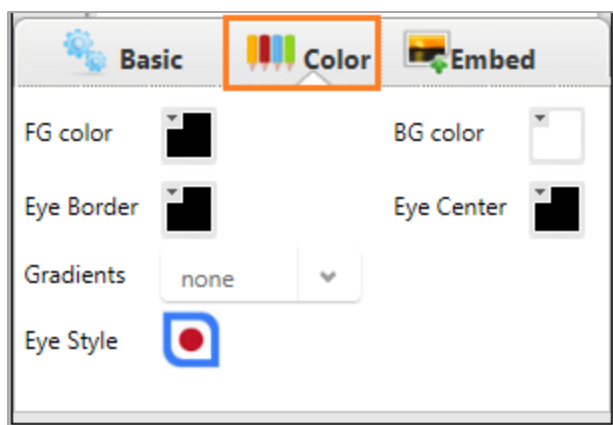 Basic Color Embed
FG color BG color
Eye Border Eye Center
Gradients none
Eye Style